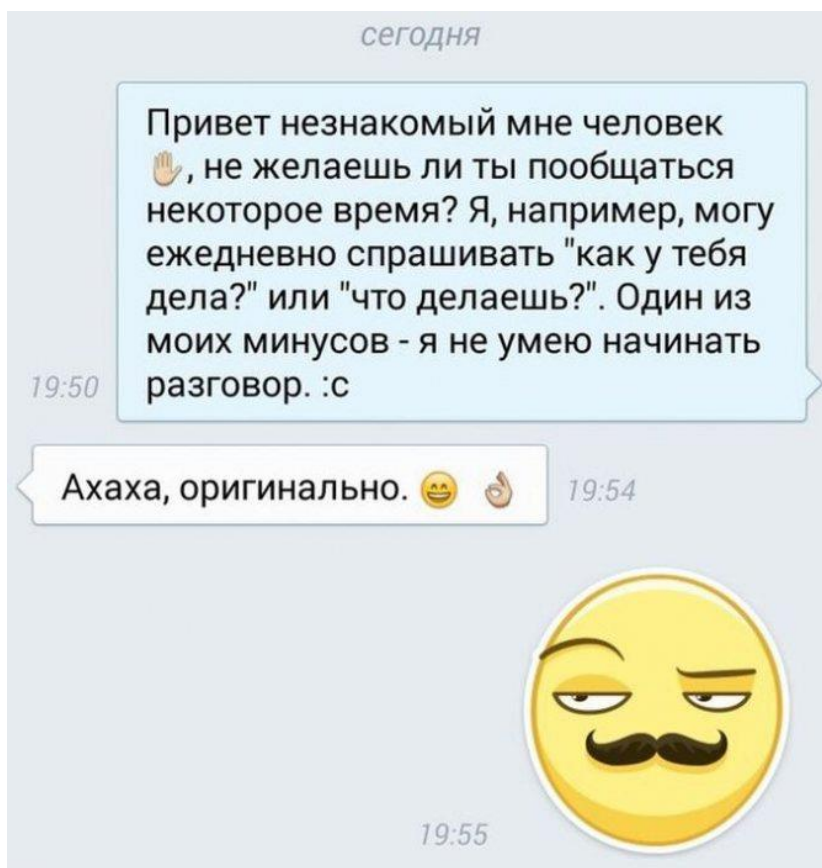 сегодня
Привет незнакомый мне человек
✋🏼, не желаешь ли ты пообщаться
некоторое время? Я, например, могу
ежедневно спрашивать "как у тебя
дела?" или "что делаешь?". Один из
моих минусов - я не умею начинать
разговор. :с
19:50
Ахаха, оригинально. 😄 👌🏼
19:54
19:55